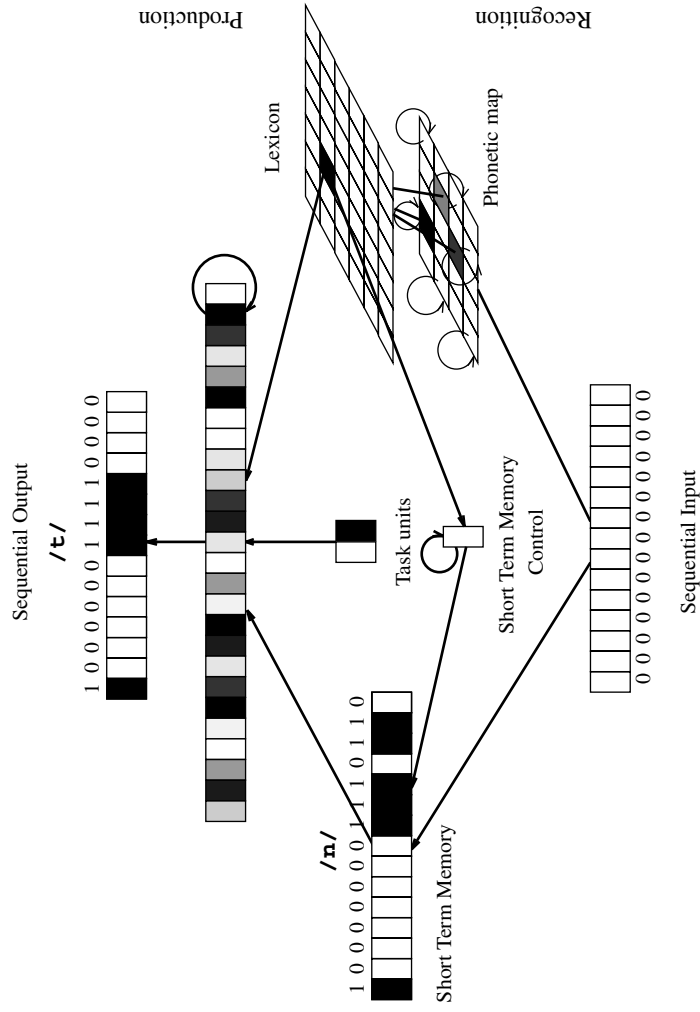 Sequential Output
/t/
1 0 0 0 0 0 0 1 1 1 1 0 0 0 0
Production
/n/
1 0 0 0 0 0 0 0 1 1 1 0 1 1 0
Short Term Memory
Task units
Lexicon
Short Term Memory
Control
Phonetic map
Recognition
0 0 0 0 0 0 0 0 0 0 0 0 0 0 0
Sequential Input